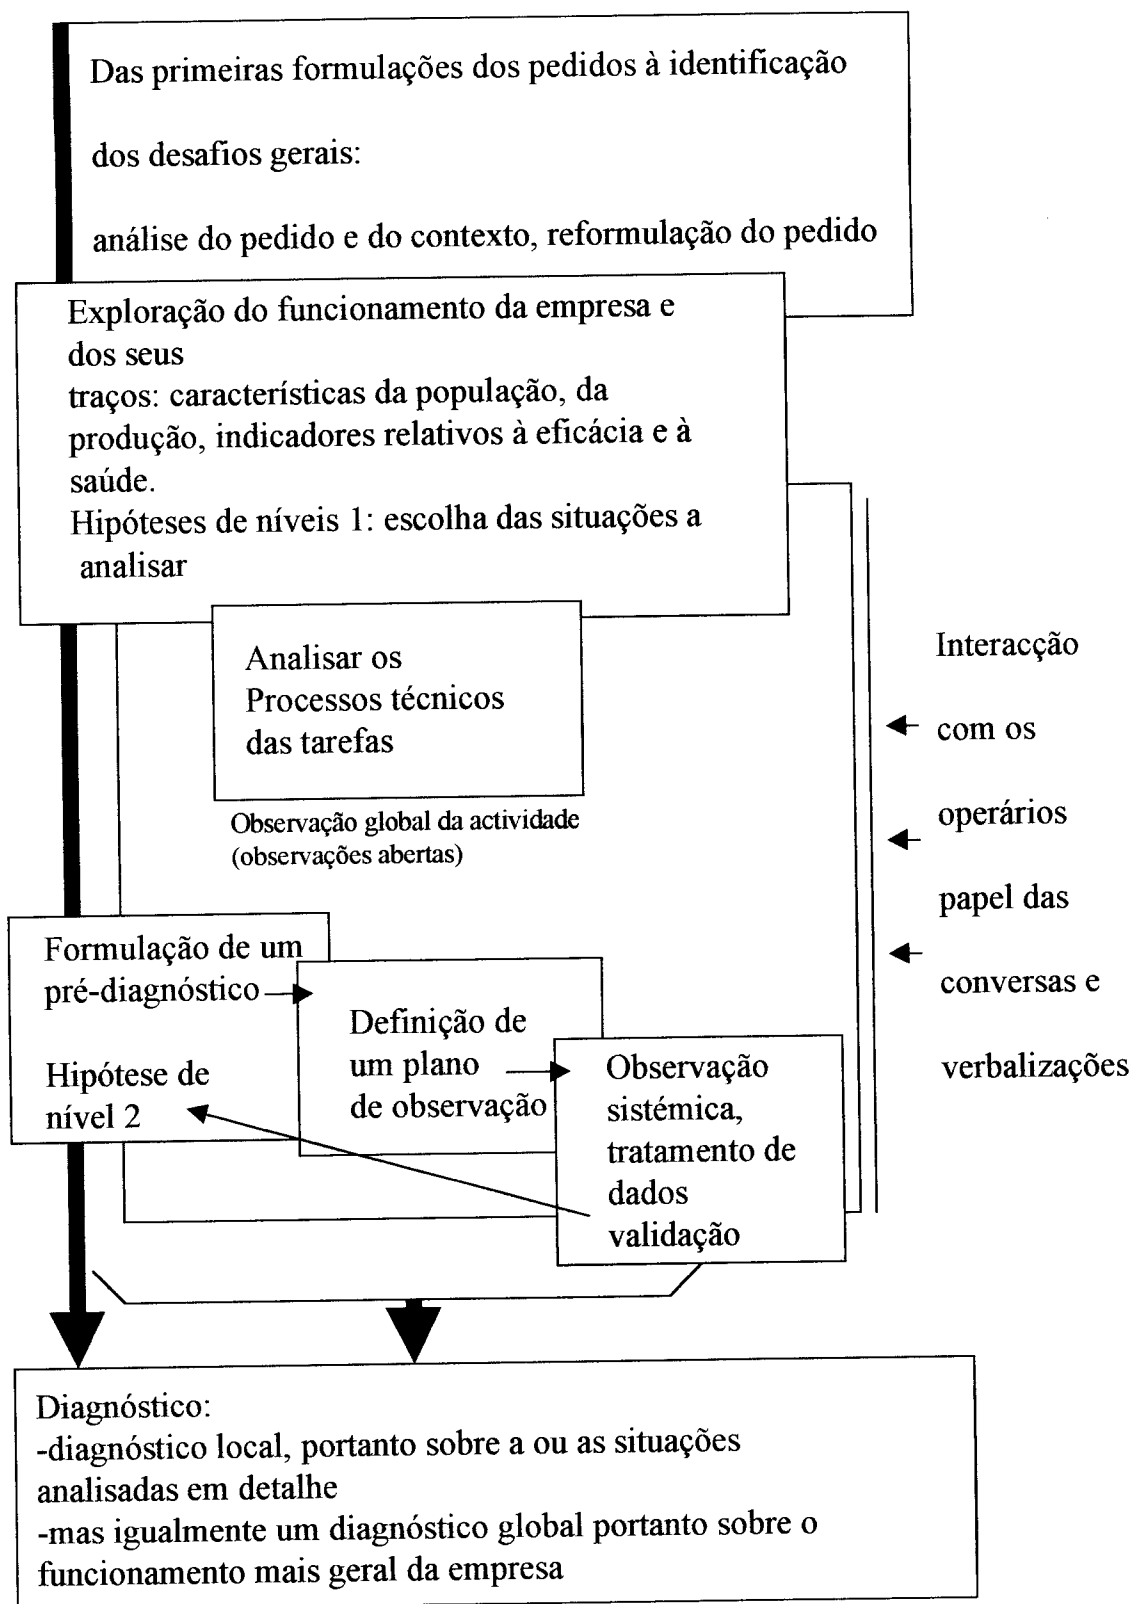 Das primeiras formulações dos pedidos à identificação
dos desafios gerais:
análise do pedido e do contexto, reformulação do pedido
Exploração do funcionamento da empresa e
dos seus
traços: características da população, da
produção, indicadores relativos à eficácia e à
saúde.
Hipóteses de níveis 1: escolha das situações a
analisar
Analisar os
Processos técnicos
das tarefas
Observação global da actividade
(observações abertas)
Interacção
com os
operários
papel das
conversas e
verbalizações
Formulação de um
pré-diagnóstico
Hipótese de
nível 2
Definição de
um plano
de observação
Observação
sistémica,
tratamento de
dados
validação
Diagnóstico:
-diagnóstico local, portanto sobre a ou as situações
analisadas em detalhe
-mas igualmente um diagnóstico global portanto sobre o
funcionamento mais geral da empresa